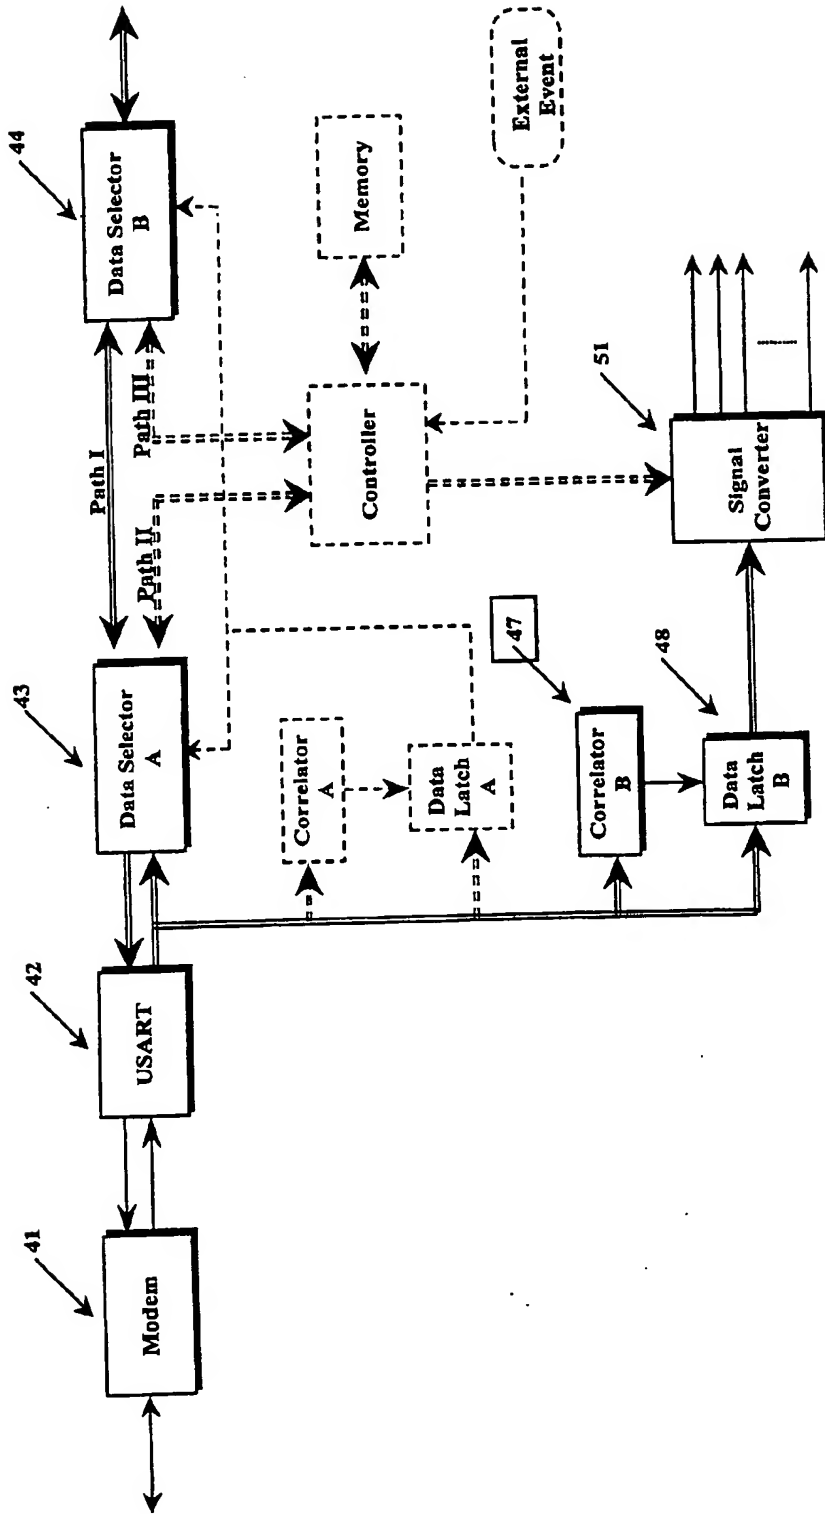 41
Modem
42
USART
43
Data Selector
A
Path I
Path II
Path III
44
Data Selector
B
Correlator
A
Data
Latch
A
Controller
Memory
External
Event
47
Correlator
B
48
Data
Latch
B
51
Signal
Converter